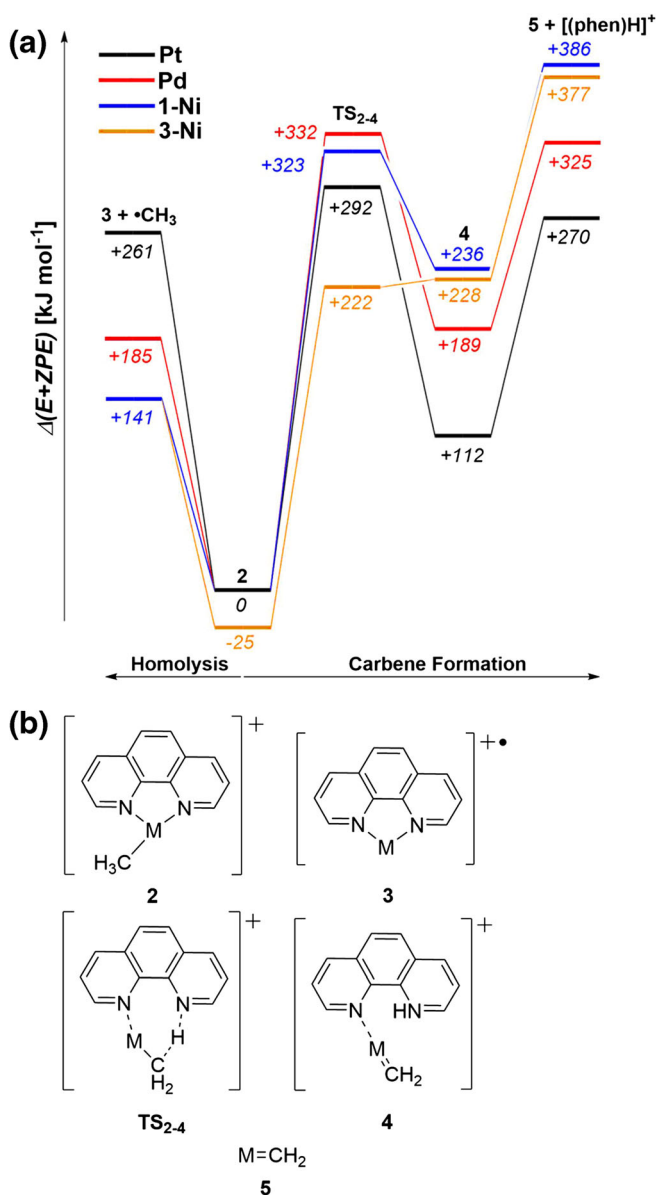 (a)
Pt
Pd
1-Ni
3-Ni
Δ(E+ZPE) [kJ mol⁻¹]
5 + [(phen)H]⁺
+386
+377
+325
+270
TS₂₋₄
+332
+323
+292
+222
4
+236
+228
+189
+112
3 + •CH₃
+261
+185
+141
2
0
-25
Homolysis
Carbene Formation
(b)
+
N N
M
H₃C
2
+•
N N
M
3
+
N N
M H
C
H₂
TS₂₋₄
+
N HN
M
CH₂
4
M=CH₂
5